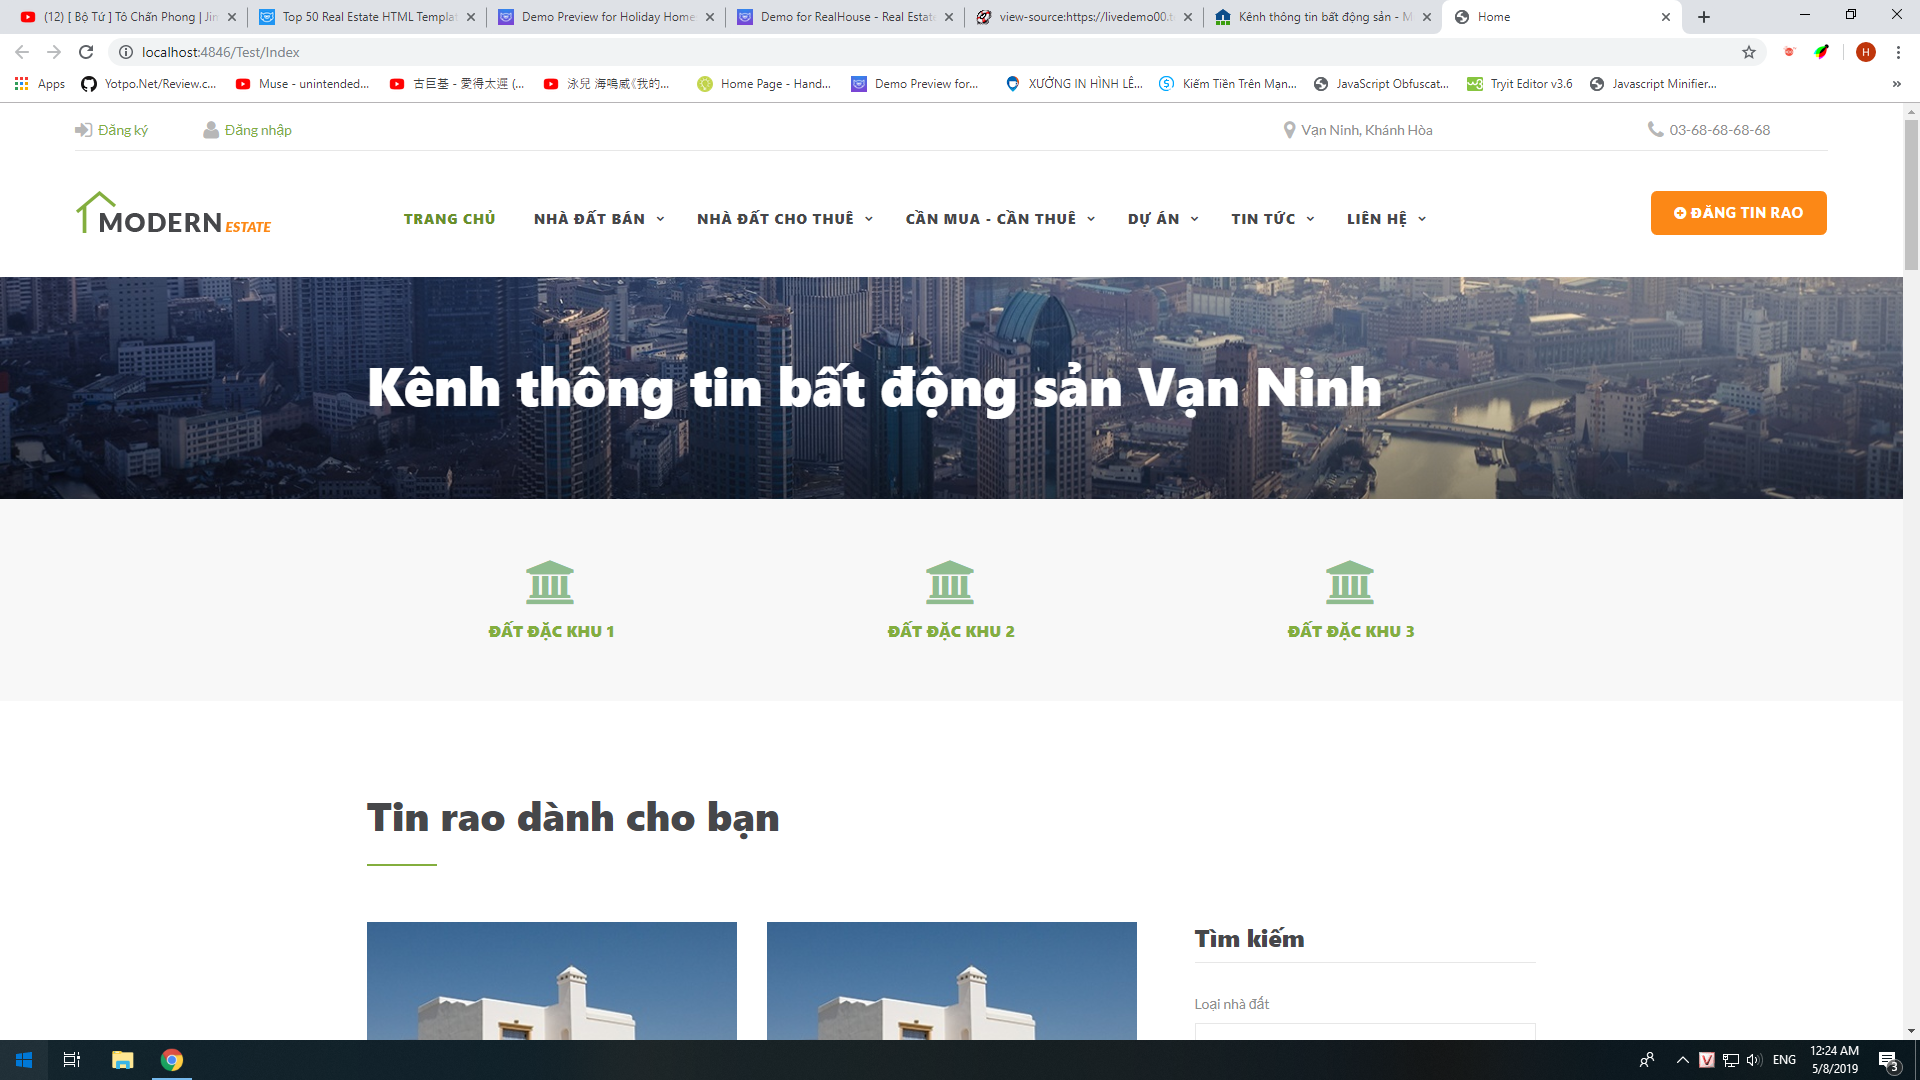 (12) [ Bộ Tứ ] Tô Chấn Phong | Jin
Top 50 Real Estate HTML Templat
Demo Preview for Holiday Home
Demo for RealHouse - Real Estate
view-source:https://livedemo00.t
Kênh thông tin bất động sản - M
Home
localhost:4846/Test/Index
H
Apps
Yotpo.Net/Review.c...
Muse - unintended...
古巨基 - 愛得太遲 (...
泳兒 海鳴威《我的...
Home Page - Hand...
Demo Preview for...
XƯỞNG IN HÌNH LÊ...
Kiếm Tiền Trên Mạn...
JavaScript Obfuscat...
Tryit Editor v3.6
Javascript Minifier...
Đăng ký
Đăng nhập
Vạn Ninh, Khánh Hòa
03-68-68-68-68
MODERN ESTATE
TRANG CHỦ
NHÀ ĐẤT BÁN
NHÀ ĐẤT CHO THUÊ
CẦN MUA - CẦN THUÊ
DỰ ÁN
TIN TỨC
LIÊN HỆ
ĐĂNG TIN RAO
Kênh thông tin bất động sản Vạn Ninh
ĐẤT ĐẶC KHU 1
ĐẤT ĐẶC KHU 2
ĐẤT ĐẶC KHU 3
Tin rao dành cho bạn
Tìm kiếm
Loại nhà đất
V
ENG
12:24 AM
5/8/2019
3